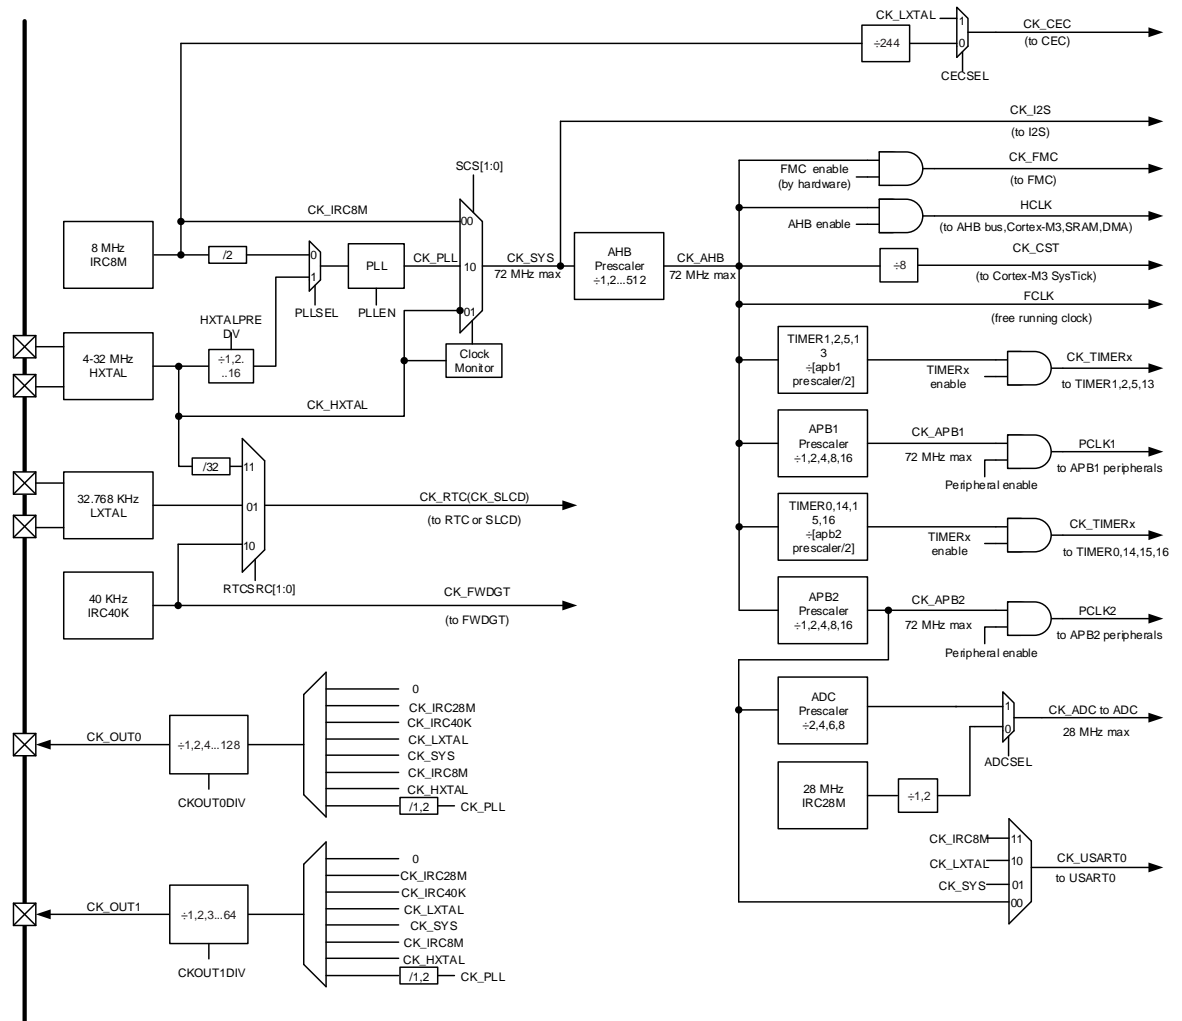 CK_LXTAL
1
0
÷244
CECSEL
CK_CEC
(to CEC)
CK_I2S
(to I2S)
SCS[1:0]
FMC enable
(by hardware)
CK_FMC
(to FMC)
AHB enable
HCLK
(to AHB bus,Cortex-M3,SRAM,DMA)
8 MHz
IRC8M
CK_IRC8M
/2
0
1
PLLSEL
PLL
PLLEN
CK_PLL
00
10
01
CK_SYS
72 MHz max
AHB
Prescaler
÷1,2...512
CK_AHB
72 MHz max
÷8
CK_CST
(to Cortex-M3 SysTick)
FCLK
(free running clock)
HXTALPRE
DV
÷1,2.
..16
4-32 MHz
HXTAL
Clock
Monitor
CK_HXTAL
TIMER1,2,5,1
3
÷[apb1
prescaler/2]
TIMERx
enable
CK_TIMERx
to TIMER1,2,5,13
APB1
Prescaler
÷1,2,4,8,16
CK_APB1
72 MHz max
Peripheral enable
PCLK1
to APB1 peripherals
/32
11
01
10
32.768 KHz
LXTAL
CK_RTC(CK_SLCD)
(to RTC or SLCD)
RTCSRC[1:0]
TIMER0,14,1
5,16
÷[apb2
prescaler/2]
TIMERx
enable
CK_TIMERx
to TIMER0,14,15,16
40 KHz
IRC40K
CK_FWDGT
(to FWDGT)
APB2
Prescaler
÷1,2,4,8,16
CK_APB2
72 MHz max
Peripheral enable
PCLK2
to APB2 peripherals
ADC
Prescaler
÷2,4,6,8
1
0
ADCSEL
CK_ADC to ADC
28 MHz max
28 MHz
IRC28M
÷1,2
CK_OUT0
÷1,2,4...128
CKOUT0DIV
0
CK_IRC28M
CK_IRC40K
CK_LXTAL
CK_SYS
CK_IRC8M
CK_HXTAL
/1,2
CK_PLL
CK_IRC8M
11
CK_LXTAL
10
CK_SYS
01
00
CK_USART0
to USART0
CK_OUT1
÷1,2,3...64
CKOUT1DIV
0
CK_IRC28M
CK_IRC40K
CK_LXTAL
CK_SYS
CK_IRC8M
CK_HXTAL
/1,2
CK_PLL